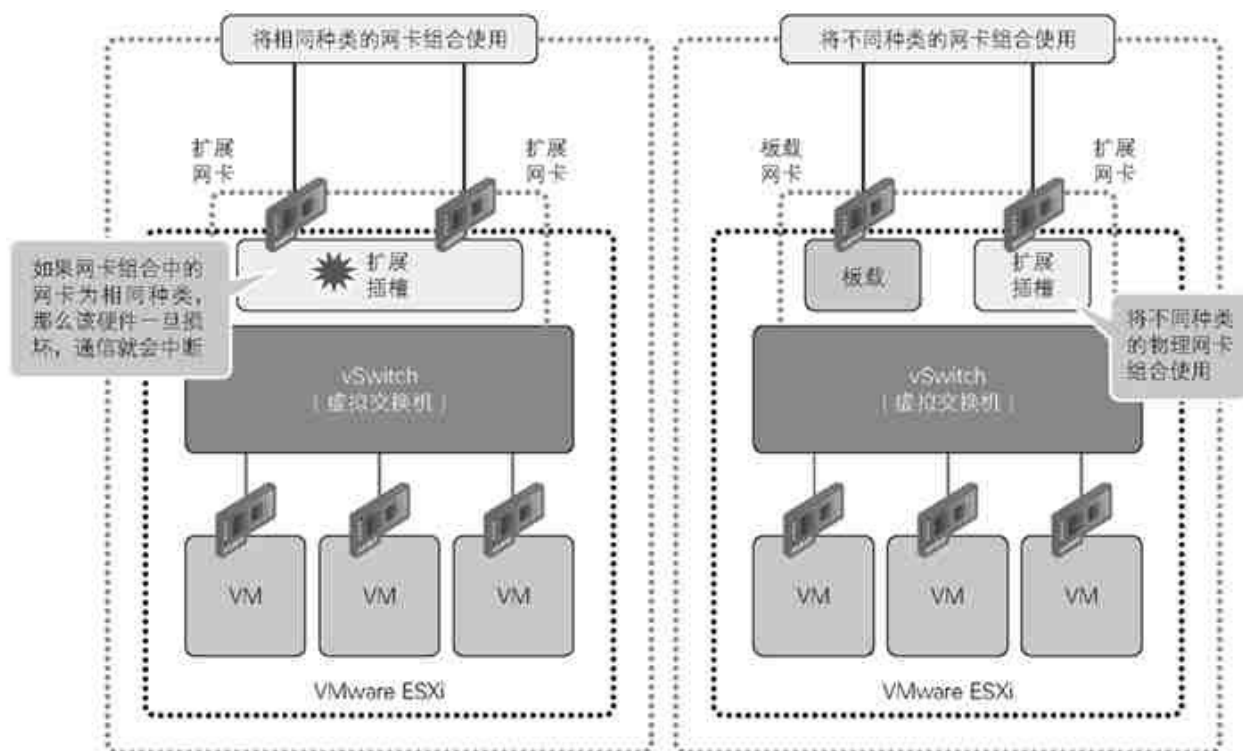 将相同种类的网卡组合使用
扩展
网卡
扩展
网卡
如果网卡组合中的
网卡为相同种类，
那么该硬件一旦损
坏，通信就会中断
扩展
插槽
vSwitch
（虚拟交换机）
VM
VM
VM
VMware ESXi
将不同种类的网卡组合使用
板载
网卡
扩展
网卡
板载
扩展
插槽
将不同种类
的物理网卡
组合使用
vSwitch
（虚拟交换机）
VM
VM
VM
VMware ESXi